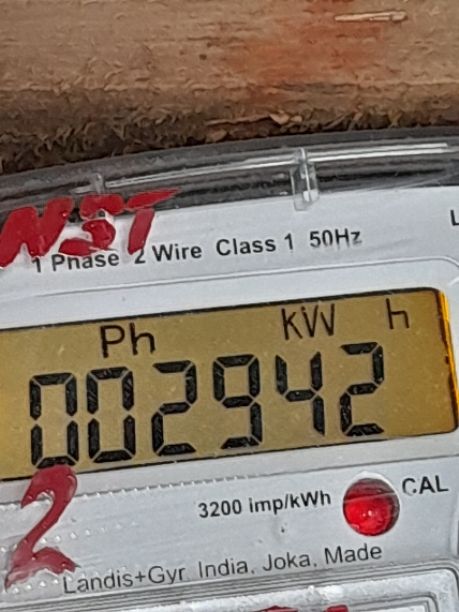 NST
1 Phase 2 Wire Class 1 50Hz
Ph kW h
002942
3200 imp/kWh CAL
2
Landis+Gyr India, Joka, Made